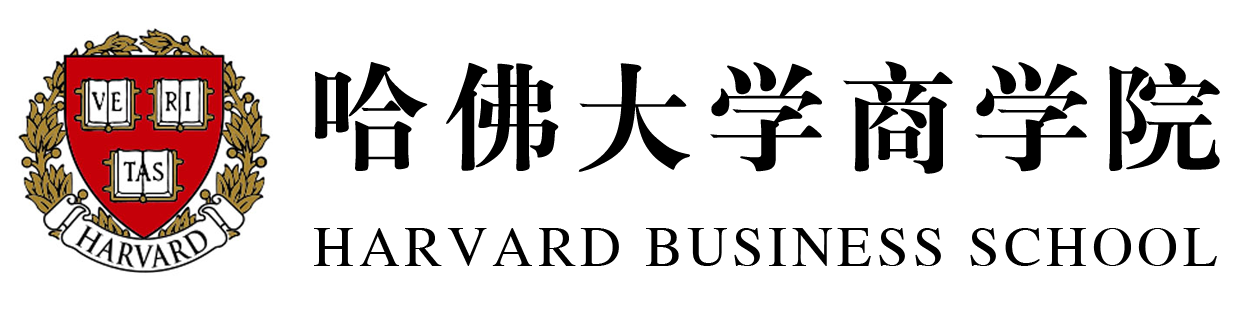 VE RI
TAS
HARVARD
哈佛大学商学院
HARVARD BUSINESS SCHOOL